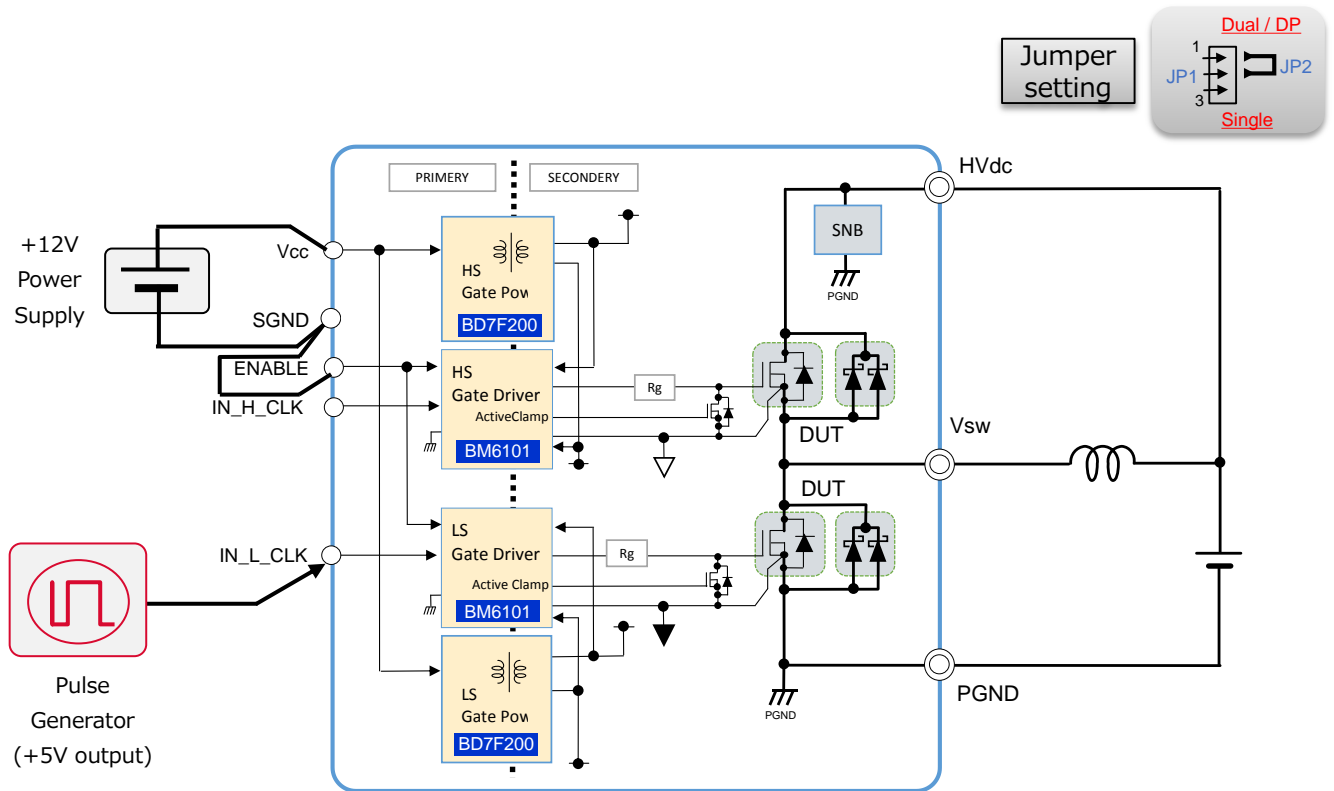 Dual / DP
Jumper
setting
1
JP1
JP2
3
Single
HVdc
PRIMERY
SECONDERY
SNB
PGND
+12V
Power
Supply
Vcc
HS
Gate Pow
BD7F200
SGND
ENABLE
IN_H_CLK
HS
Gate Driver
ActiveClamp
BM6101
Rg
DUT
Vsw
DUT
IN_L_CLK
LS
Gate Driver
Active Clamp
BM6101
Rg
LS
Gate Pow
BD7F200
PGND
PGND
Pulse
Generator
(+5V output)